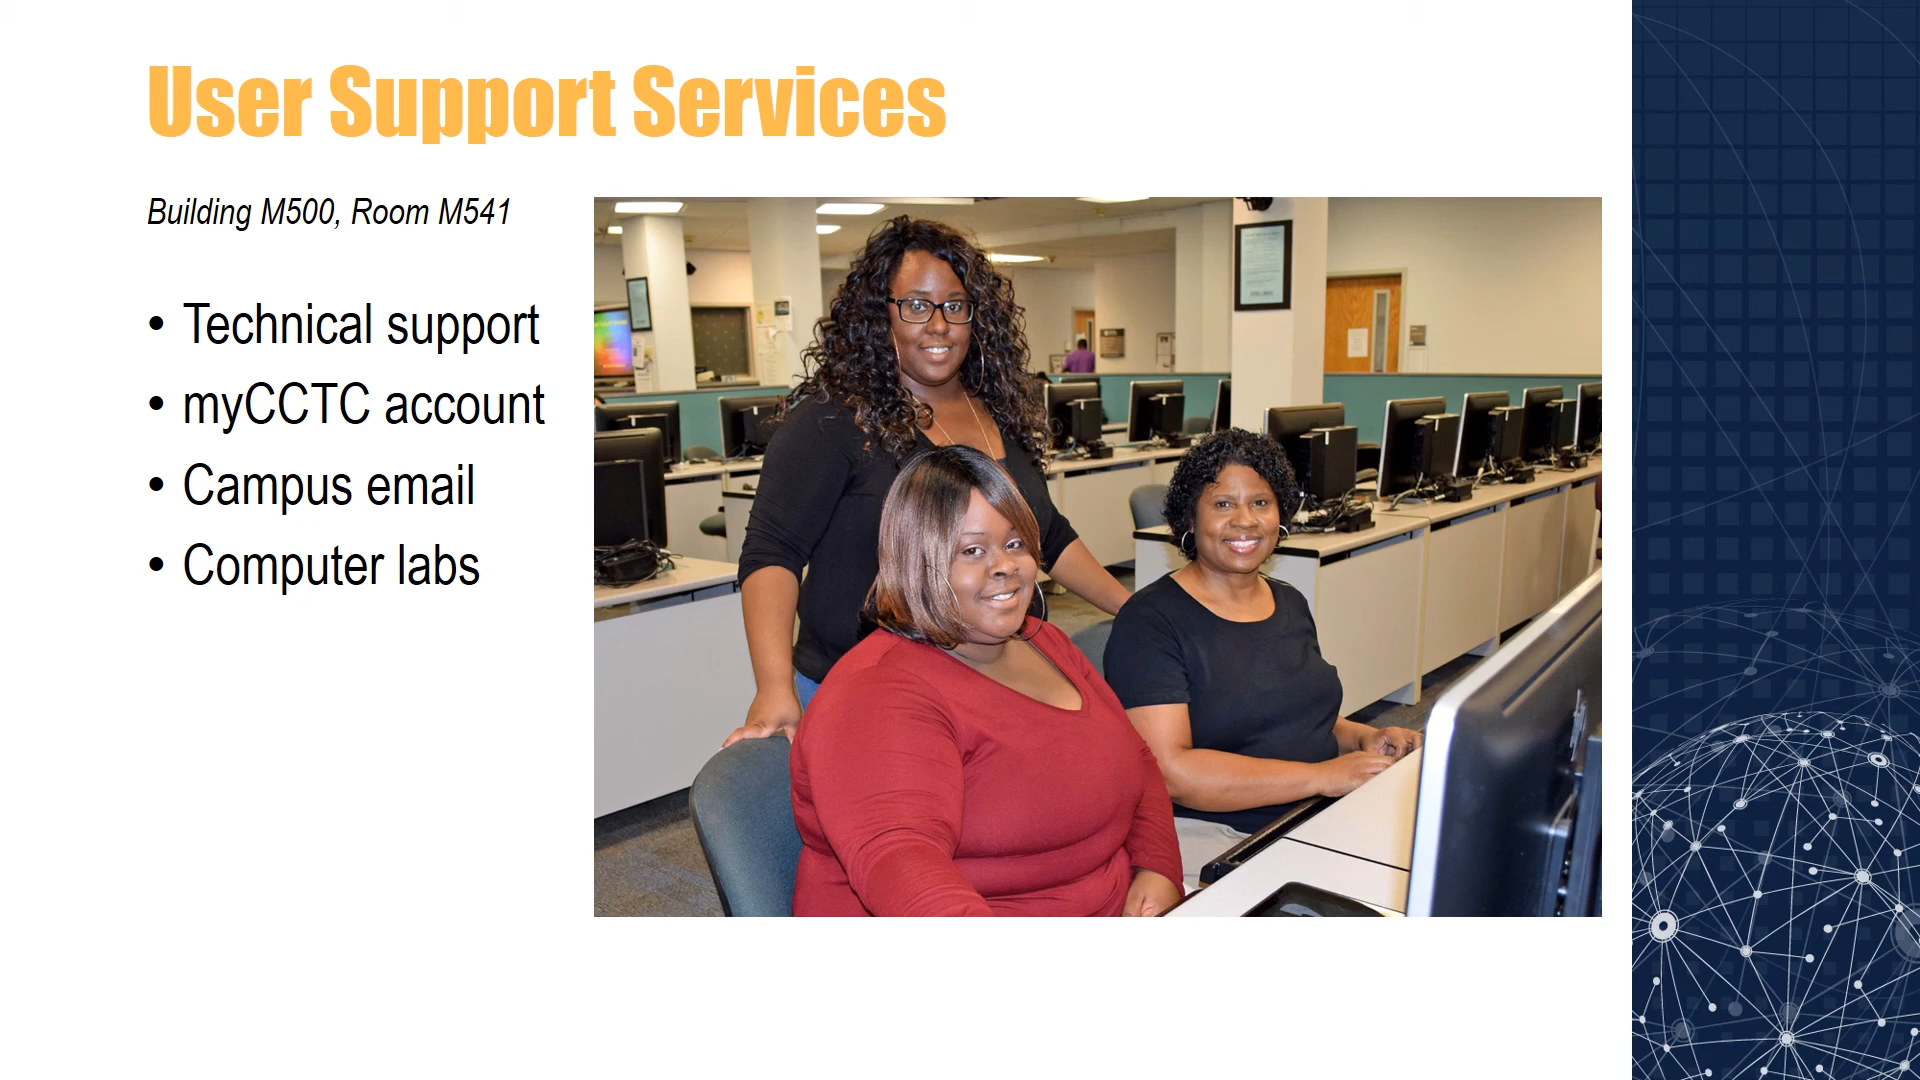 User Support Services
Building M500, Room M541
• Technical support
• myCCTC account
• Campus email
• Computer labs